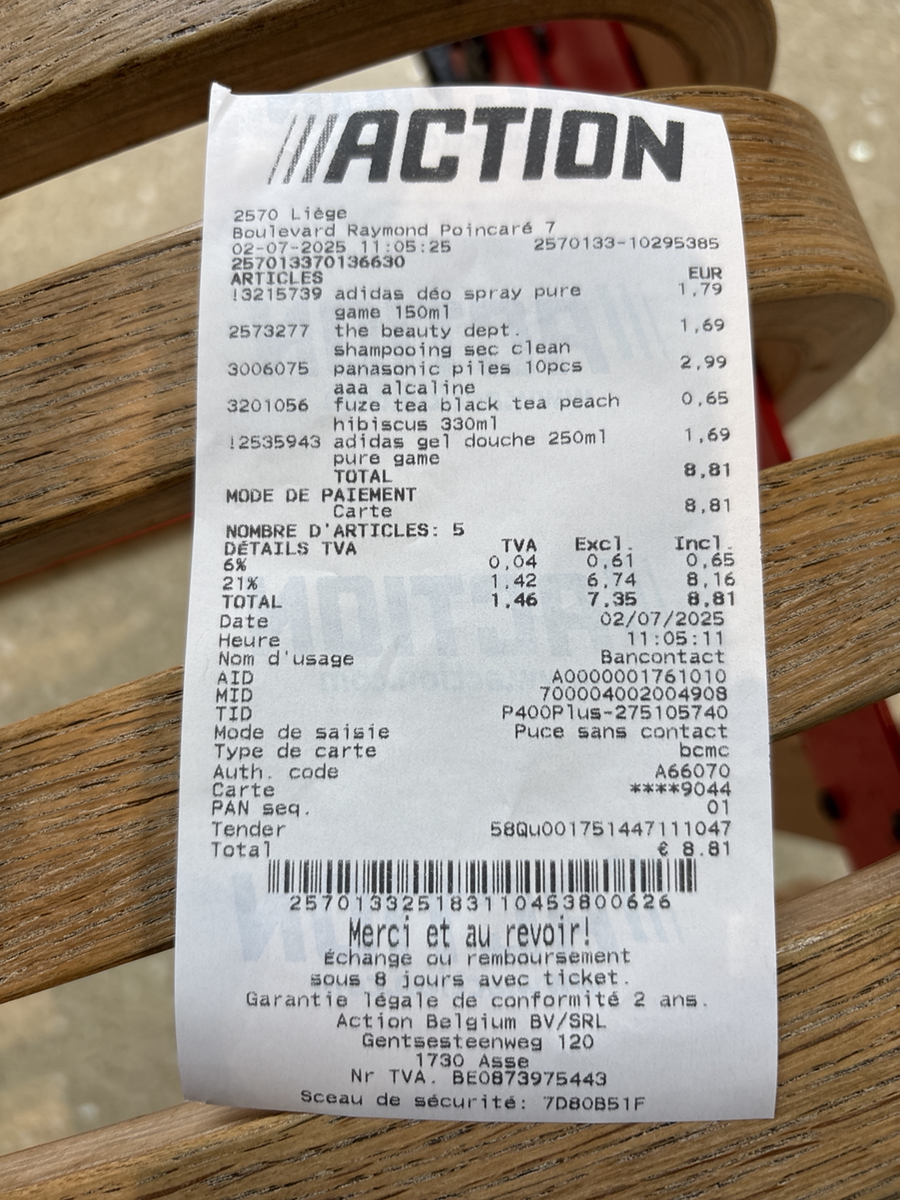 ACTION
2570 Liège
Boulevard Raymond Poincaré 7
02-07-2025 11:05:25 2570133-10295385
257013370136630
ARTICLES EUR
!3215739 adidas déo spray pure 1,79
game 150ml
2573277 the beauty dept. 1,69
shampooing sec clean
3006075 panasonic piles 10pcs 2,99
aaa alcaline
3201056 fuze tea black tea peach 0,65
hibiscus 330ml
!2535943 adidas gel douche 250ml 1,69
pure game
TOTAL 8,81
MODE DE PAIEMENT
Carte 8,81
NOMBRE D'ARTICLES: 5
DÉTAILS TVA TVA Excl. Incl.
6% 0,04 0,61 0,65
21% 1,42 6,74 8,16
TOTAL 1,46 7,35 8,81
Date 02/07/2025
Heure 11:05:11
Nom d'usage Bancontact
AID A0000001761010
MID 700004002004908
TID P400Plus-275105740
Mode de saisie Puce sans contact
Type de carte bcmc
Auth. code A66070
Carte ****9044
PAN seq. 01
Tender 58Qu001751447111047
Total € 8.81
257013325183110453800626
Merci et au revoir!
Échange ou remboursement
sous 8 jours avec ticket.
Garantie légale de conformité 2 ans.
Action Belgium BV/SRL
Gentsesteenweg 120
1730 Asse
Nr TVA. BE0873975443
Sceau de sécurité: 7D80B51F